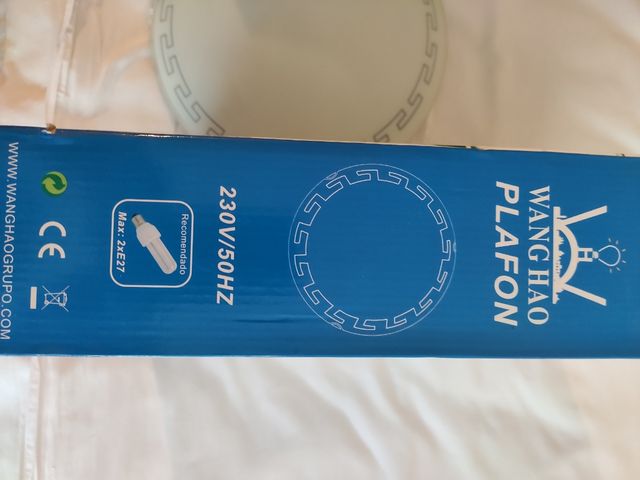 WANG HAO
PLAFON
230V/50HZ
Recomendado
Max: 2xE27
CE
WWW.WANGHAOGRUPO.COM